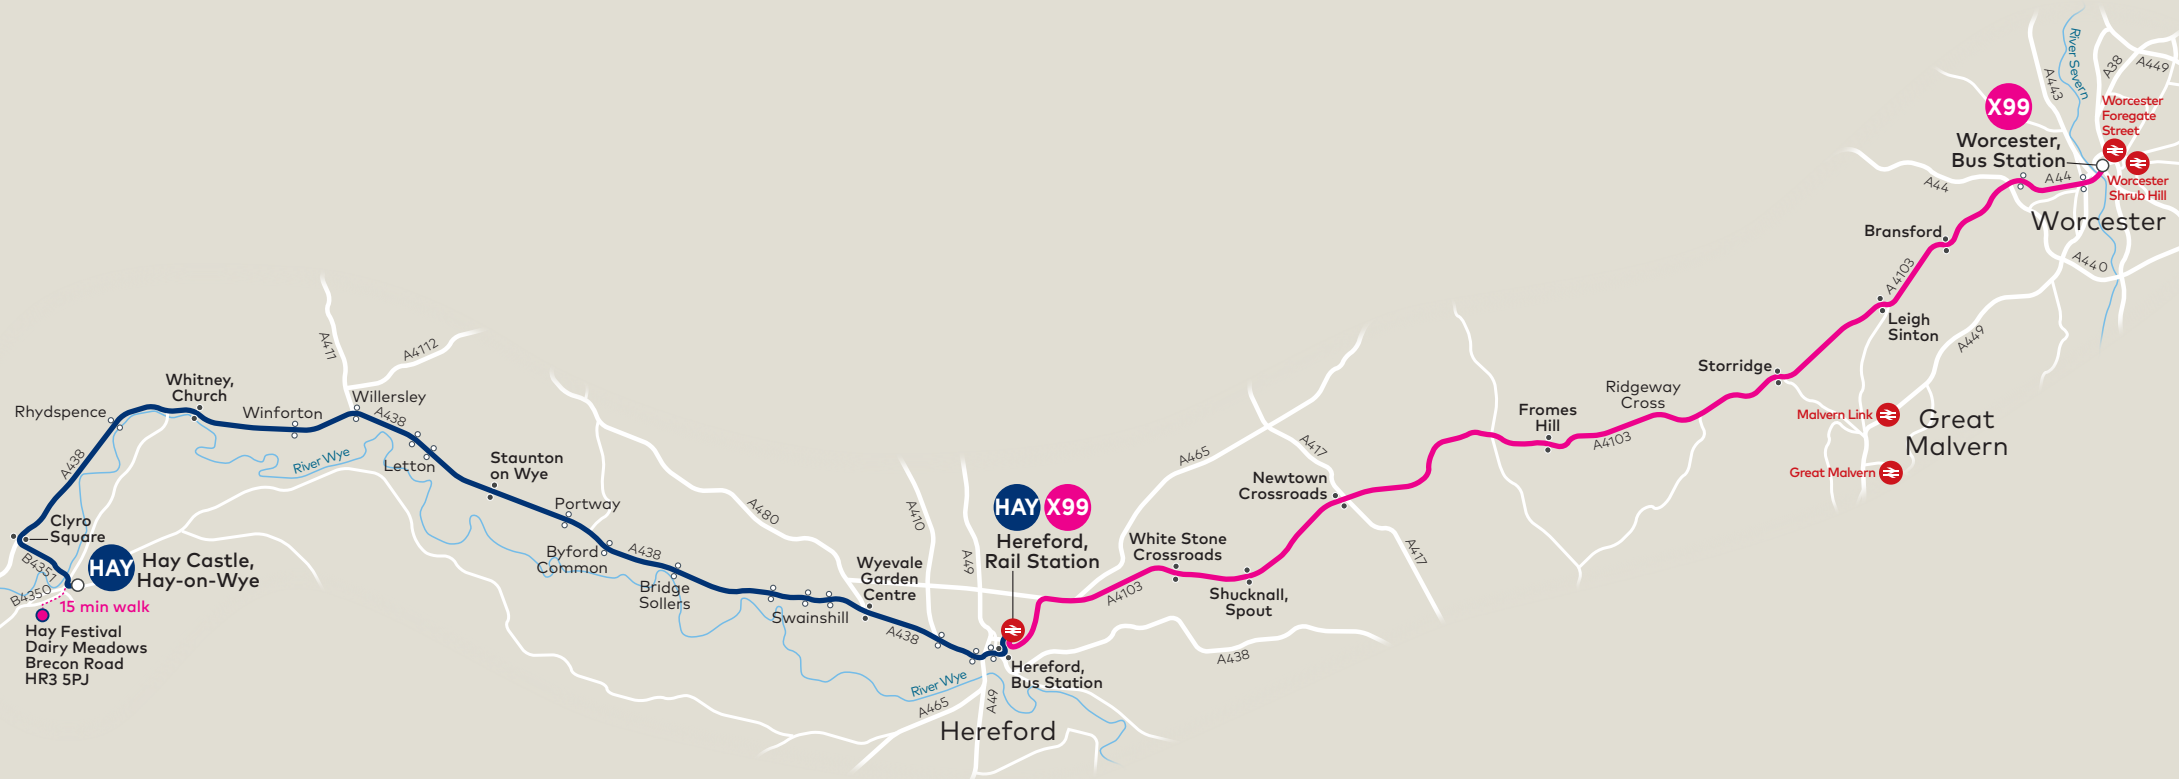 River Severn
A443
A38
A449
Worcester
Foregate
Street
X99
Worcester,
Bus Station
A44
A44
Worcester
Shrub Hill
Worcester
A440
Bransford
A4103
Leigh
Sinton
A449
Storridge
Ridgeway
Cross
Malvern Link
Great
Malvern
Great Malvern
Fromes
Hill
A4103
A411
A4112
Whitney,
Church
Rhydspence
Winforton
Willersley
A438
A438
River Wye
Letton
Staunton
on Wye
Portway
Clyro
Square
B4351
HAY
Hay Castle,
Hay-on-Wye
B4350
15 min walk
Hay Festival
Dairy Meadows
Brecon Road
HR3 5PJ
Byford
Common
A438
Bridge
Sollers
A480
Swainshill
Wyevale
Garden
Centre
A438
A410
A49
HAY
X99
Hereford,
Rail Station
A465
A417
Newtown
Crossroads
White Stone
Crossroads
A4103
Shucknall,
Spout
A417
A438
Hereford,
Bus Station
River Wye
A465
A49
Hereford